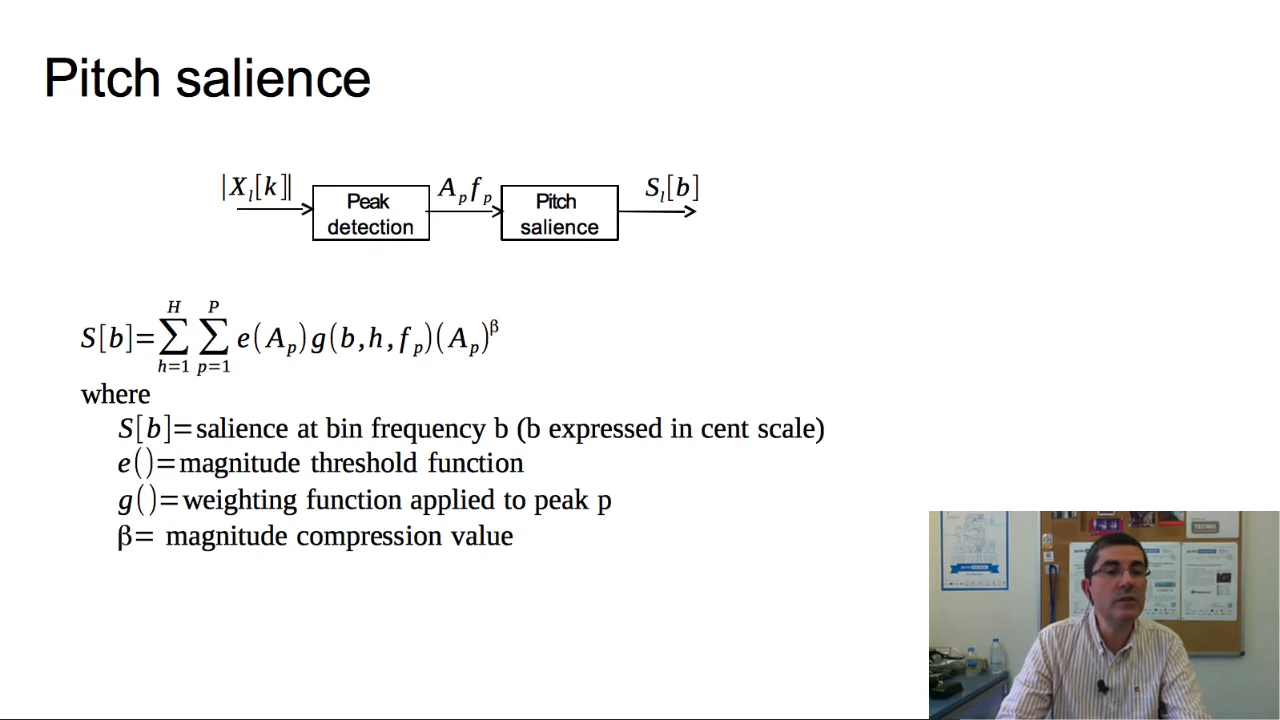 Pitch salience
|X_l[k]|
A_p f_p
S_l[b]
Peak
detection
Pitch
salience
S[b]=∑_{h=1}^{H} ∑_{p=1}^{P} e(A_p)g(b,h,f_p)(A_p)^β
where
S[b]=salience at bin frequency b (b expressed in cent scale)
e()=magnitude threshold function
g()=weighting function applied to peak p
β= magnitude compression value